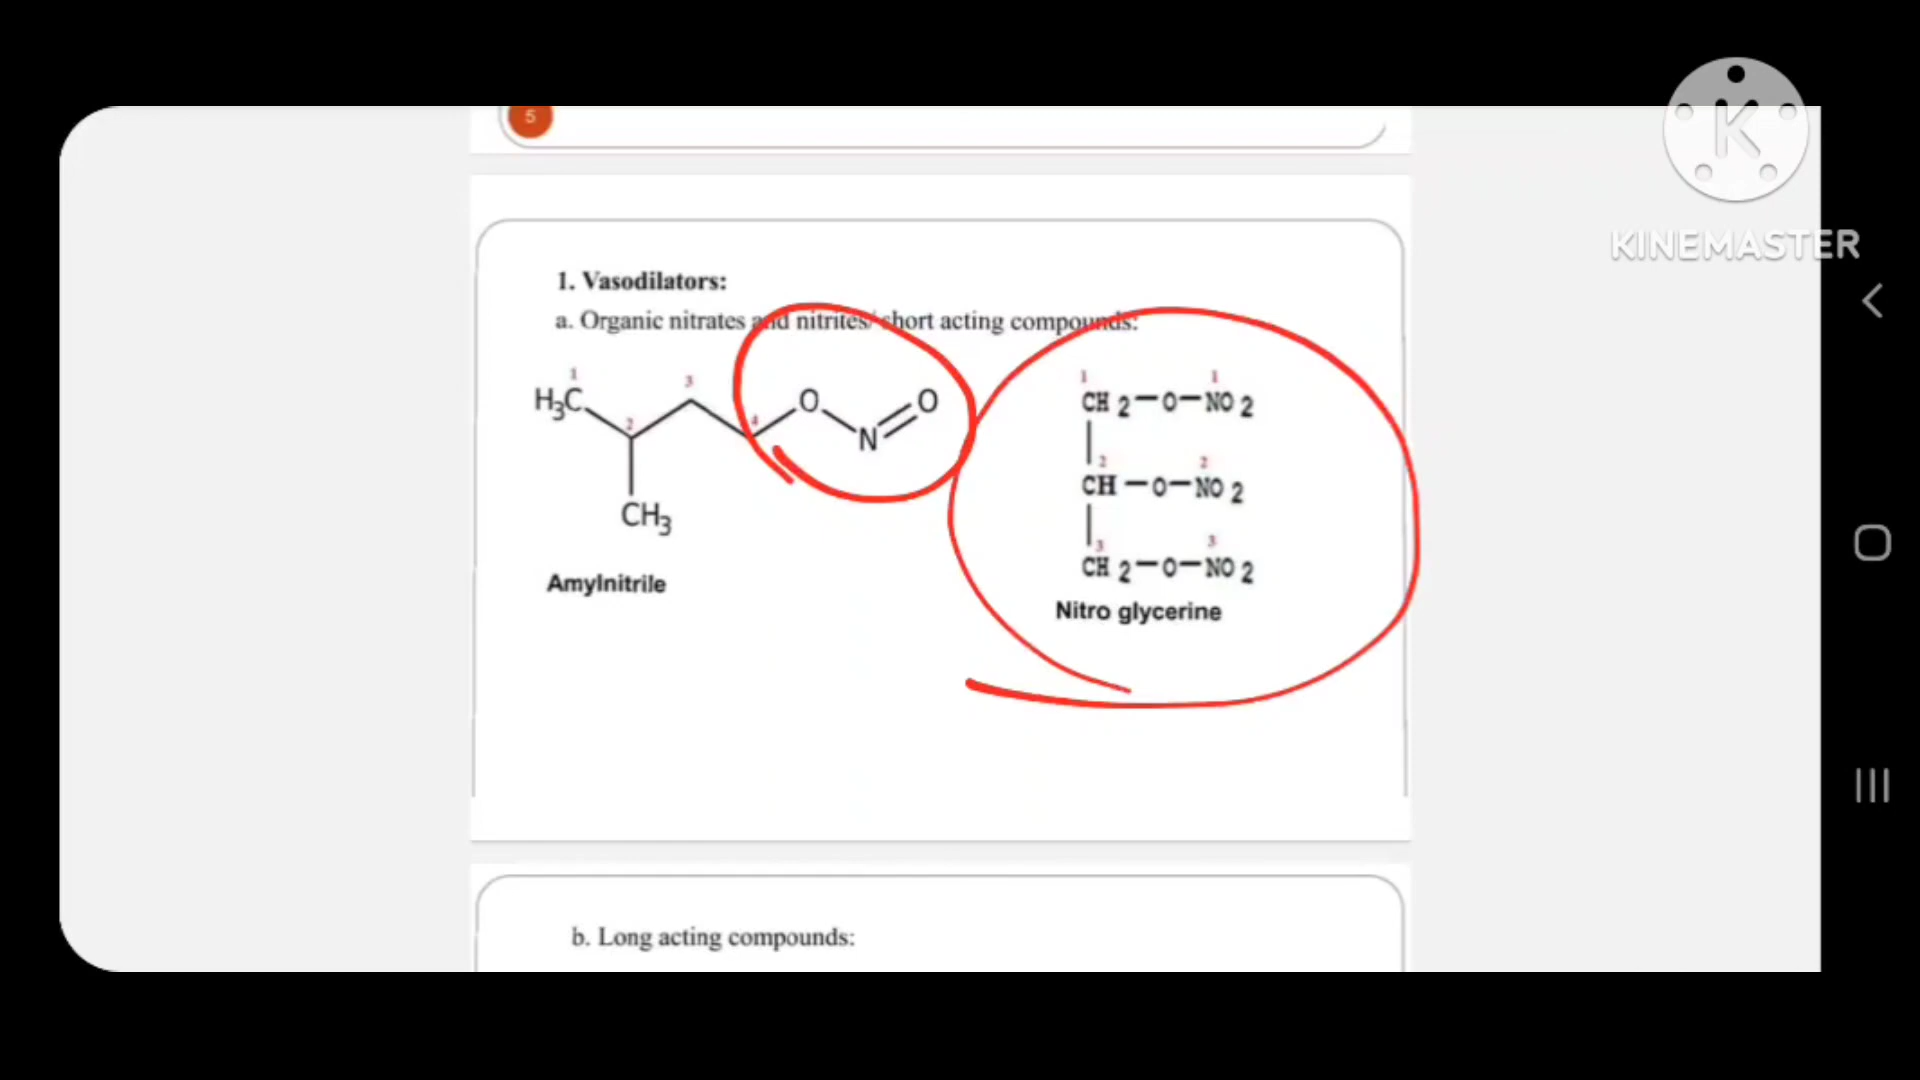 5
K
KINEMASTER
1. Vasodilators:
a. Organic nitrates and nitrites/ short acting compounds:
1
H3C
2
3
4
O
N
O
CH3
Amylnitrile
1 1
CH 2-O-NO 2
2 2
CH -O-NO 2
3 3
CH 2-O-NO 2
Nitro glycerine
b. Long acting compounds: